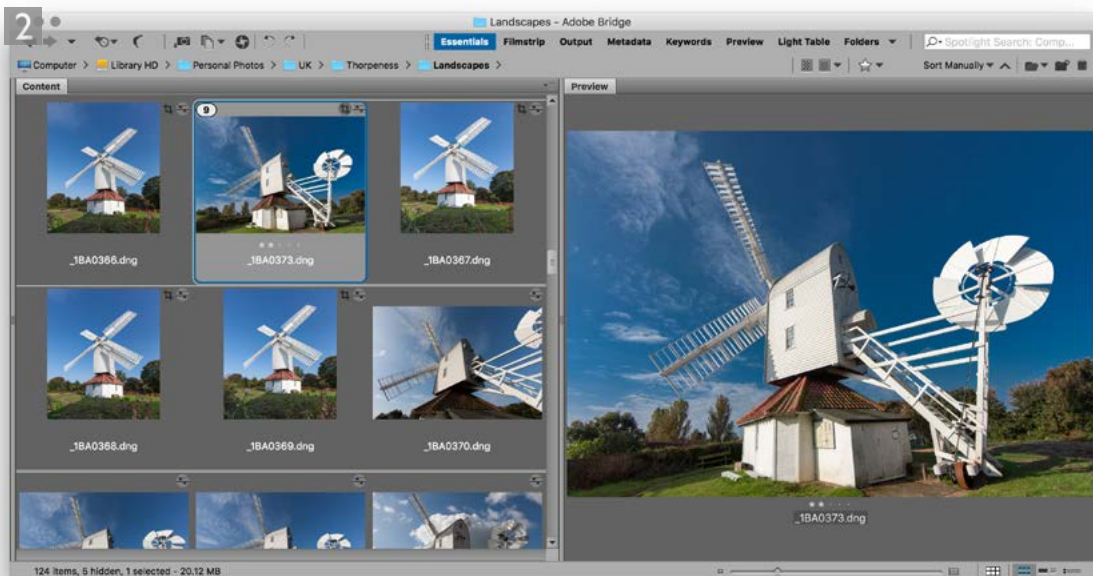 2
Landscapes - Adobe Bridge
Essentials Filmstrip Output Metadata Keywords Preview Light Table Folders Spotlight Search: Comp...
Computer > Library HD > Personal Photos > UK > Thorpeness > Landscapes > Sort Manually
Content Preview
9
_1BA0366.dng _1BA0373.dng _1BA0367.dng
_1BA0368.dng _1BA0369.dng _1BA0370.dng
_1BA0373.dng
124 items, 5 hidden, 1 selected - 20.12 MB